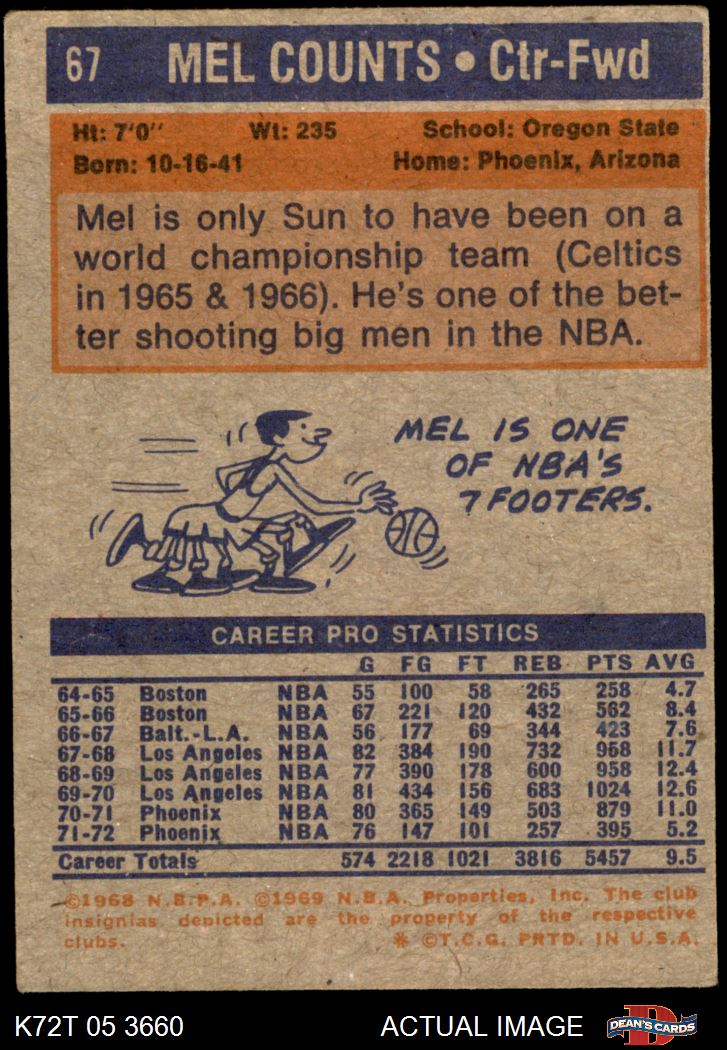 67 MEL COUNTS • Ctr-Fwd
Ht: 7'0" Wt: 235 School: Oregon State
Born: 10-16-41 Home: Phoenix, Arizona
Mel is only Sun to have been on a
world championship team (Celtics
in 1965 & 1966). He's one of the bet-
ter shooting big men in the NBA.
MEL IS ONE
OF NBA'S
7 FOOTERS.
CAREER PRO STATISTICS
G FG FT REB PTS AVG
64-65 Boston NBA 55 100 58 265 258 4.7
65-66 Boston NBA 67 221 120 432 562 8.4
66-67 Balt.-L.A. NBA 56 177 69 344 423 7.6
67-68 Los Angeles NBA 82 384 190 732 958 11.7
68-69 Los Angeles NBA 77 390 178 600 958 12.4
69-70 Los Angeles NBA 81 434 156 683 1024 12.6
70-71 Phoenix NBA 80 365 149 503 879 11.0
71-72 Phoenix NBA 76 147 101 257 395 5.2
Career Totals 574 2218 1021 3816 5457 9.5
©1968 N.B.P.A. ©1969 N.B.A. Properties, Inc. The club
insignias depicted are the property of the respective
clubs. * ©T.C.G. PRTD. IN U.S.A.
K72T 05 3660 ACTUAL IMAGE D DEAN'S CARDS